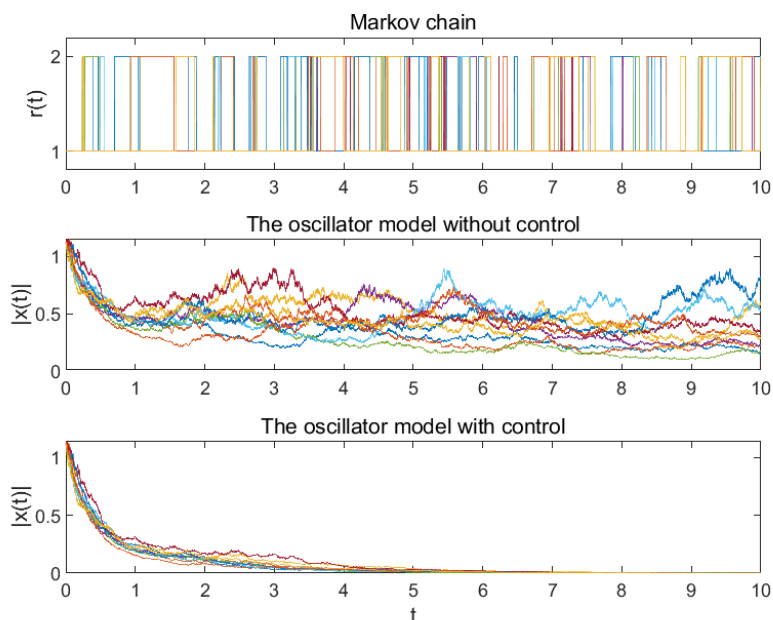 Markov chain
2
r(t)
1
0 1 2 3 4 5 6 7 8 9 10
The oscillator model without control
1
|x(t)|
0.5
0
0 1 2 3 4 5 6 7 8 9 10
The oscillator model with control
1
|x(t)|
0.5
0
0 1 2 3 4 5 6 7 8 9 10
t